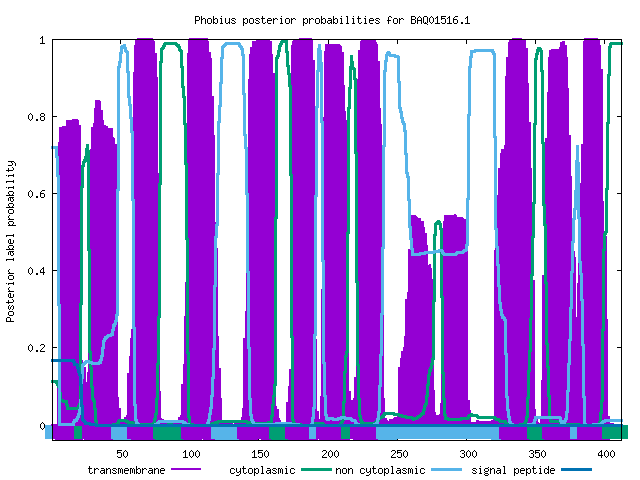 Phobius posterior probabilities for BAQ01516.1
Posterior label probability
1
0.8
0.6
0.4
0.2
0
50
100
150
200
250
300
350
400
transmembrane
cytoplasmic
non cytoplasmic
signal peptide